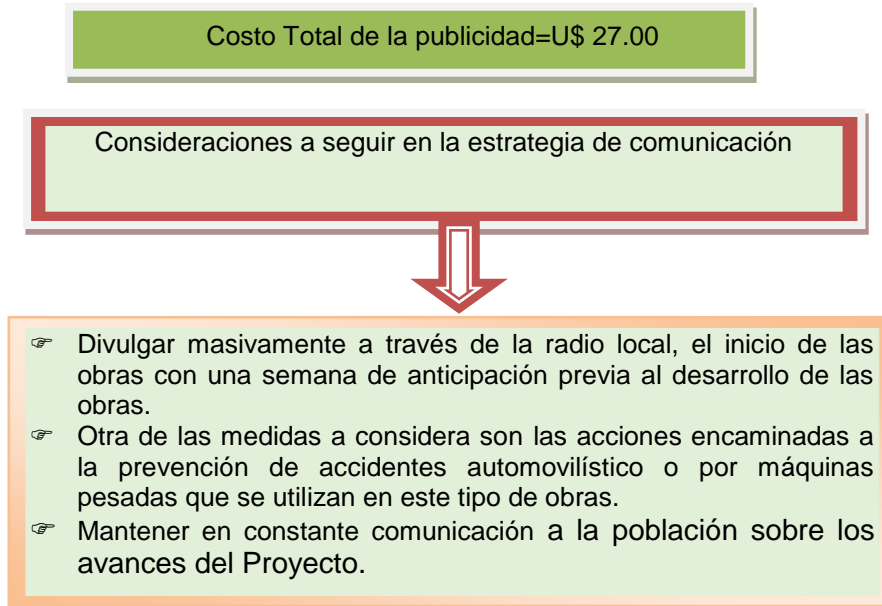 Costo Total de la publicidad=U$ 27.00
Consideraciones a seguir en la estrategia de comunicación
☞ Divulgar masivamente a través de la radio local, el inicio de las
obras con una semana de anticipación previa al desarrollo de las
obras.
☞ Otra de las medidas a considera son las acciones encaminadas a
la prevención de accidentes automovilístico o por máquinas
pesadas que se utilizan en este tipo de obras.
☞ Mantener en constante comunicación a la población sobre los
avances del Proyecto.